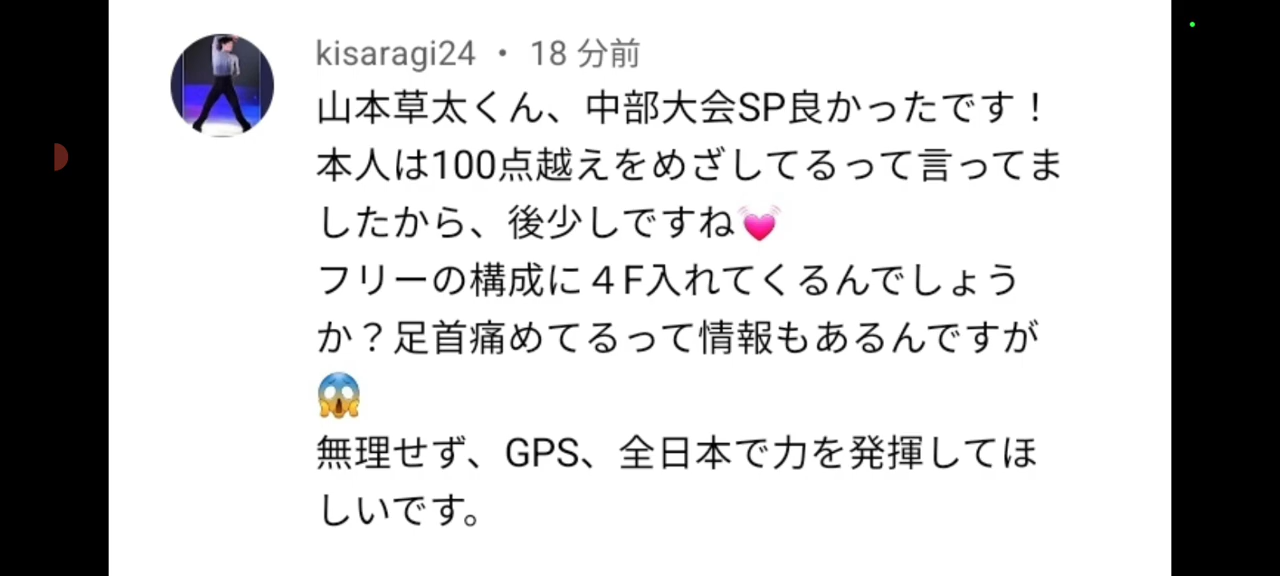 kisaragi24 • 18 分前
山本草太くん、中部大会SP良かったです！
本人は100点越えをめざしてるって言ってま
したから、後少しですね💓
フリーの構成に４F入れてくるんでしょう
か？足首痛めてるって情報もあるんですが
😱
無理せず、GPS、全日本で力を発揮してほ
しいです。